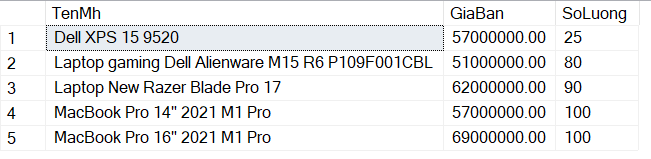 TenMh GiaBan SoLuong
1 Dell XPS 15 9520 57000000.00 25
2 Laptop gaming Dell Alienware M15 R6 P109F001CBL 51000000.00 80
3 Laptop New Razer Blade Pro 17 62000000.00 90
4 MacBook Pro 14" 2021 M1 Pro 57000000.00 100
5 MacBook Pro 16" 2021 M1 Pro 69000000.00 100